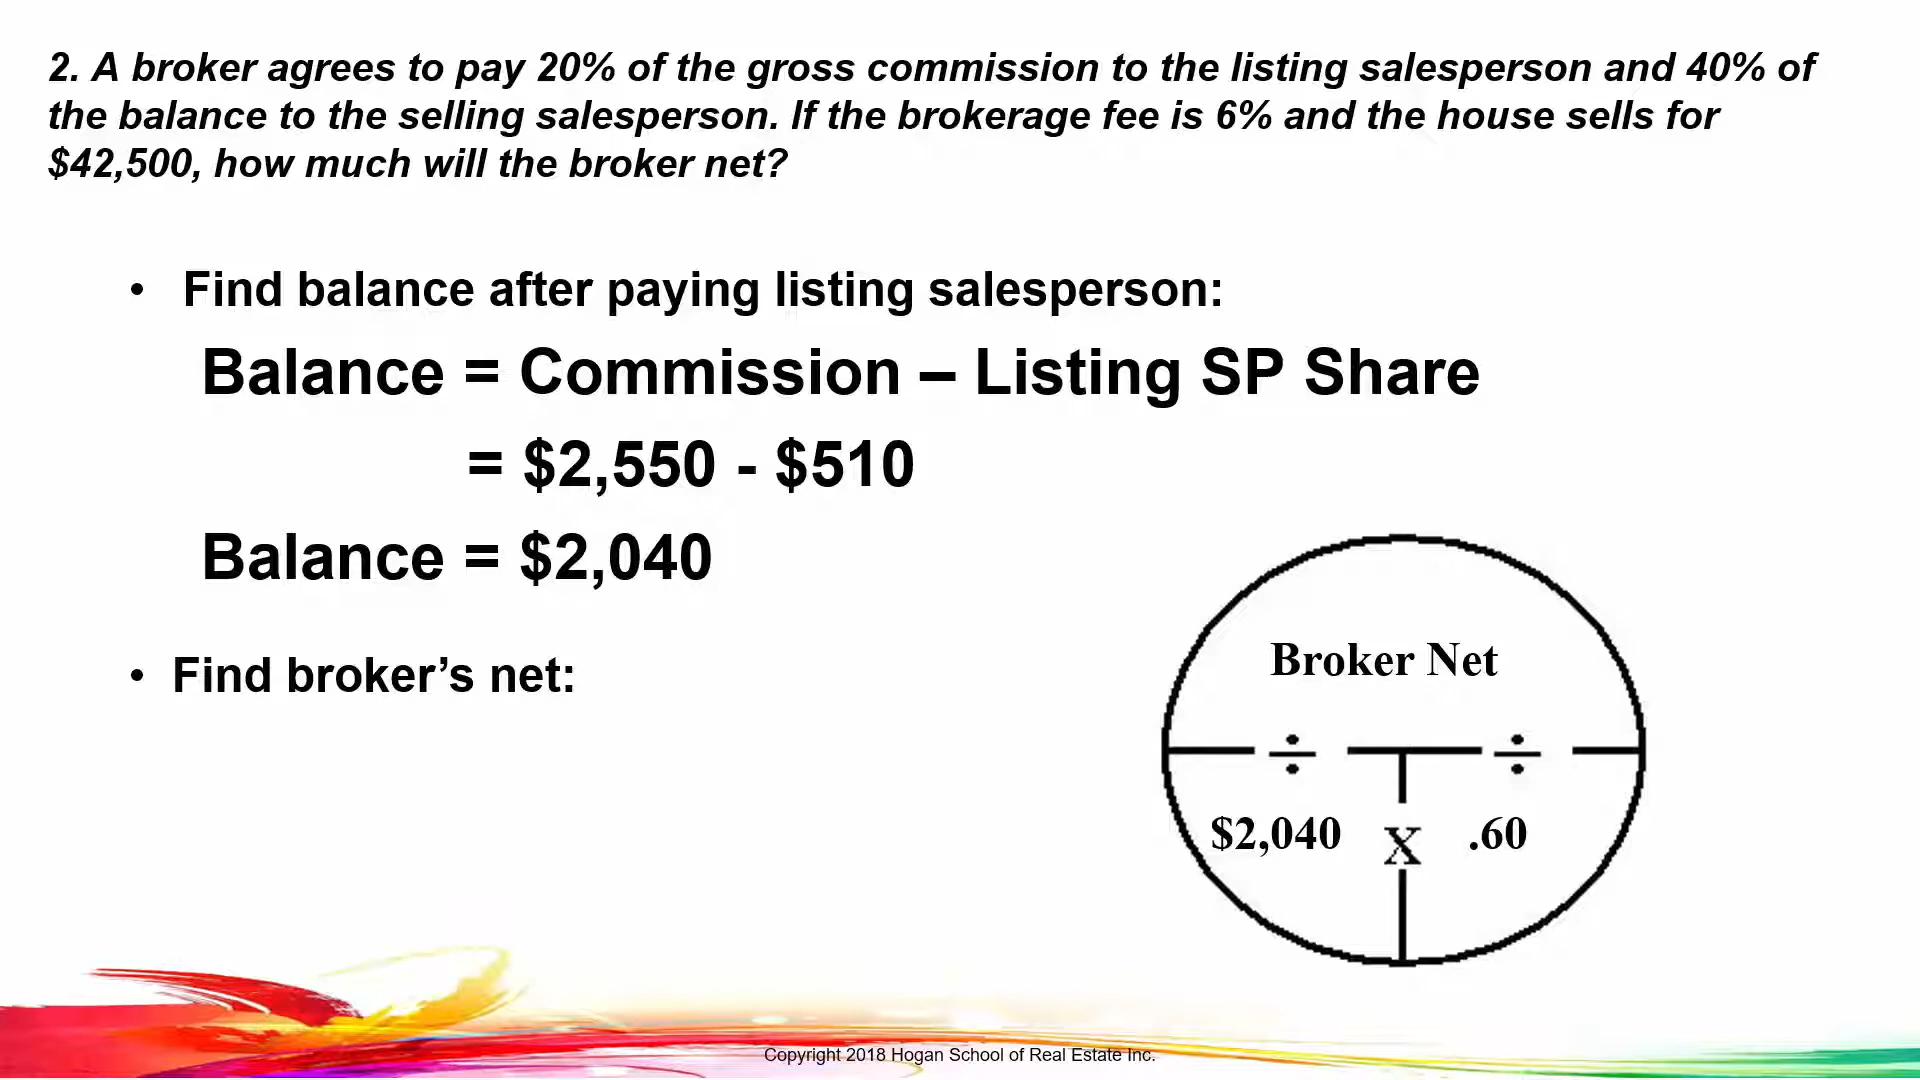 2. A broker agrees to pay 20% of the gross commission to the listing salesperson and 40% of
the balance to the selling salesperson. If the brokerage fee is 6% and the house sells for
$42,500, how much will the broker net?
• Find balance after paying listing salesperson:
Balance = Commission – Listing SP Share
= $2,550 - $510
Balance = $2,040
• Find broker’s net:
Broker Net
÷ ÷
$2,040 X .60
Copyright 2018 Hogan School of Real Estate Inc.